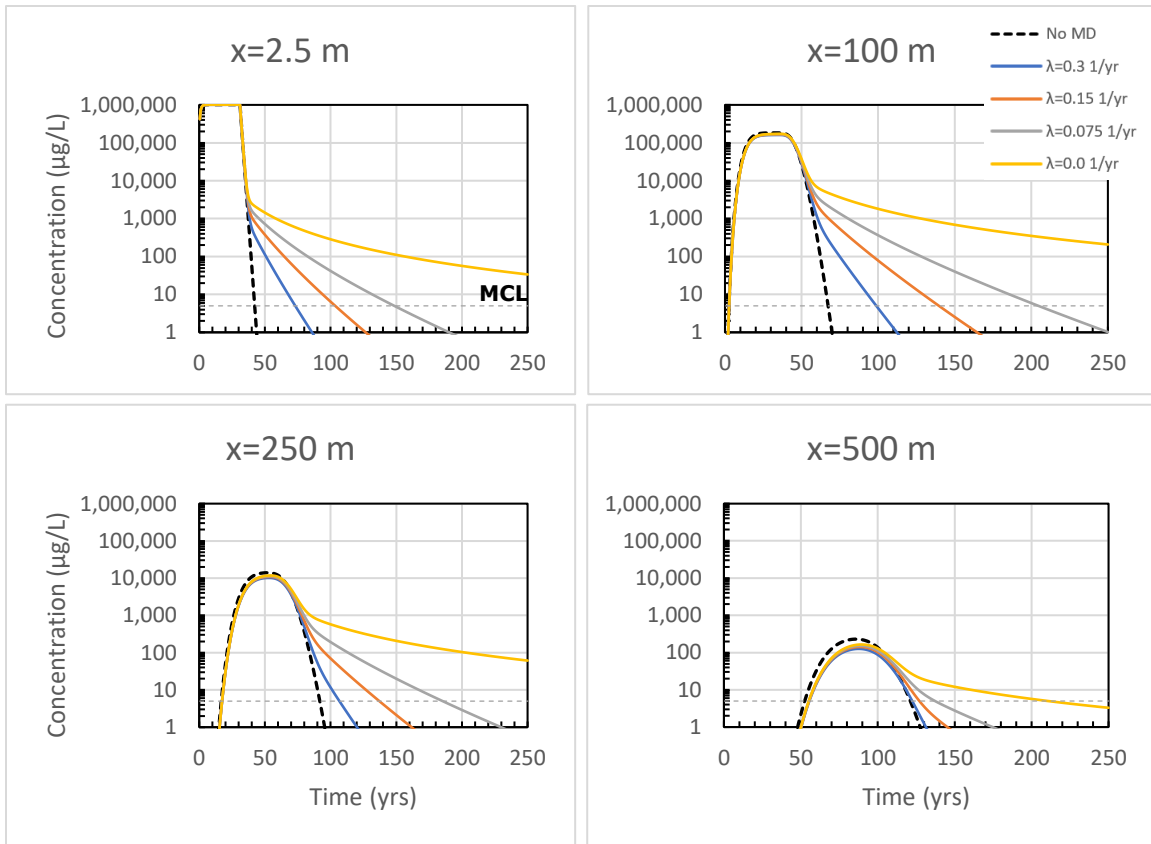 x=2.5 m
Concentration (µg/L)
1,000,000
100,000
10,000
1,000
100
10
1
MCL
0 50 100 150 200 250
x=100 m
No MD
λ=0.3 1/yr
λ=0.15 1/yr
λ=0.075 1/yr
λ=0.0 1/yr
1,000,000
100,000
10,000
1,000
100
10
1
0 50 100 150 200 250
x=250 m
Concentration (µg/L)
1,000,000
100,000
10,000
1,000
100
10
1
0 50 100 150 200 250
Time (yrs)
x=500 m
1,000,000
100,000
10,000
1,000
100
10
1
0 50 100 150 200 250
Time (yrs)